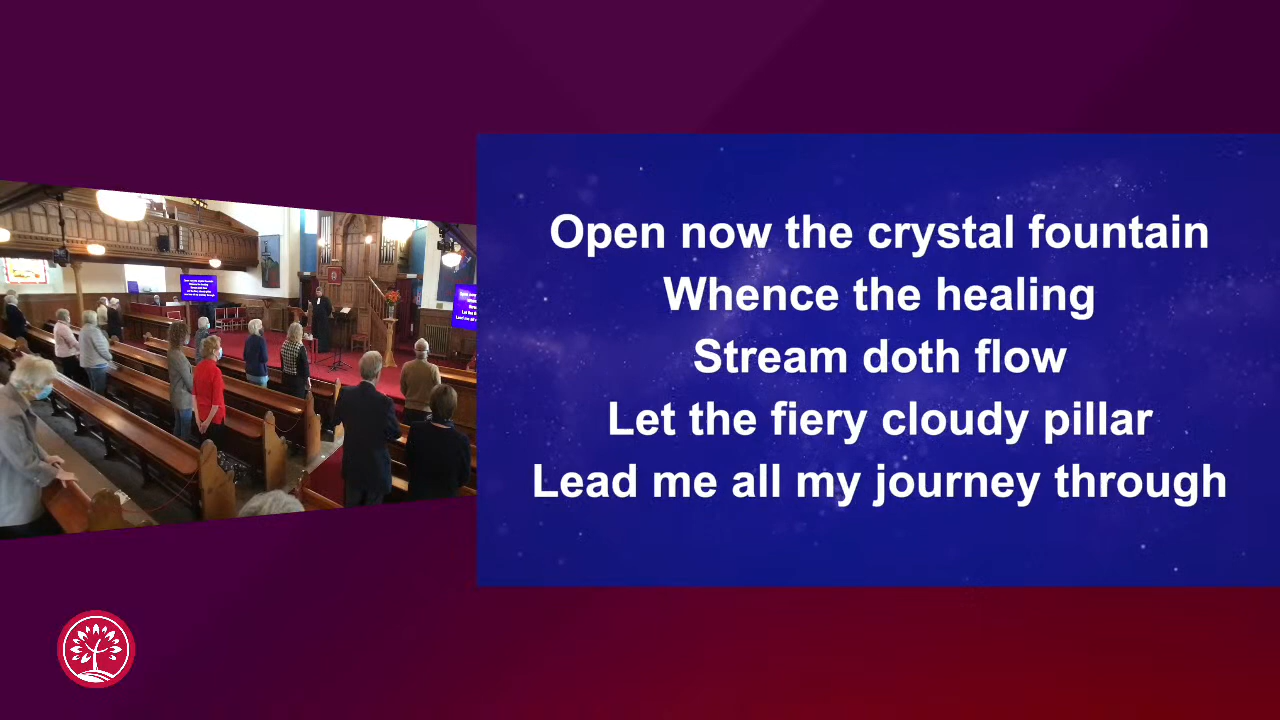 Open now the crystal fountain
Whence the healing
Stream doth flow
Let the fiery cloudy pillar
Lead me all my journey through